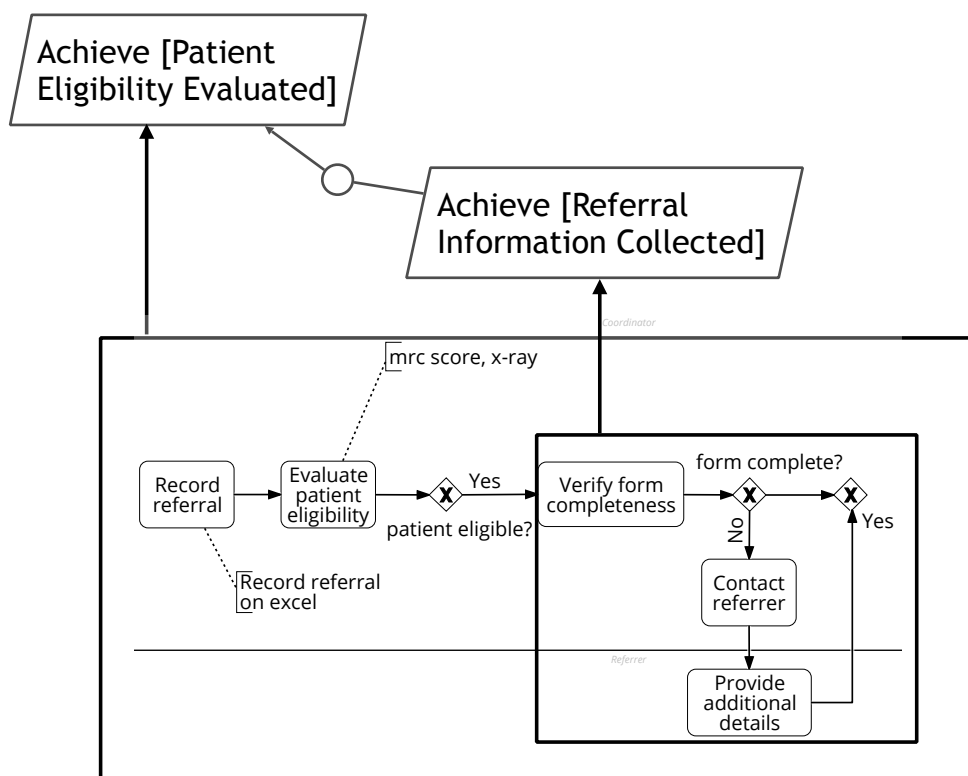 Achieve [Patient
Eligibility Evaluated]
Achieve [Referral
Information Collected]
Coordinator
mrc score, x-ray
Record
referral
Evaluate
patient
eligibility
Yes
patient eligible?
Verify form
completeness
form complete?
Yes
No
Record referral
on excel
Contact
referrer
Referrer
Provide
additional
details